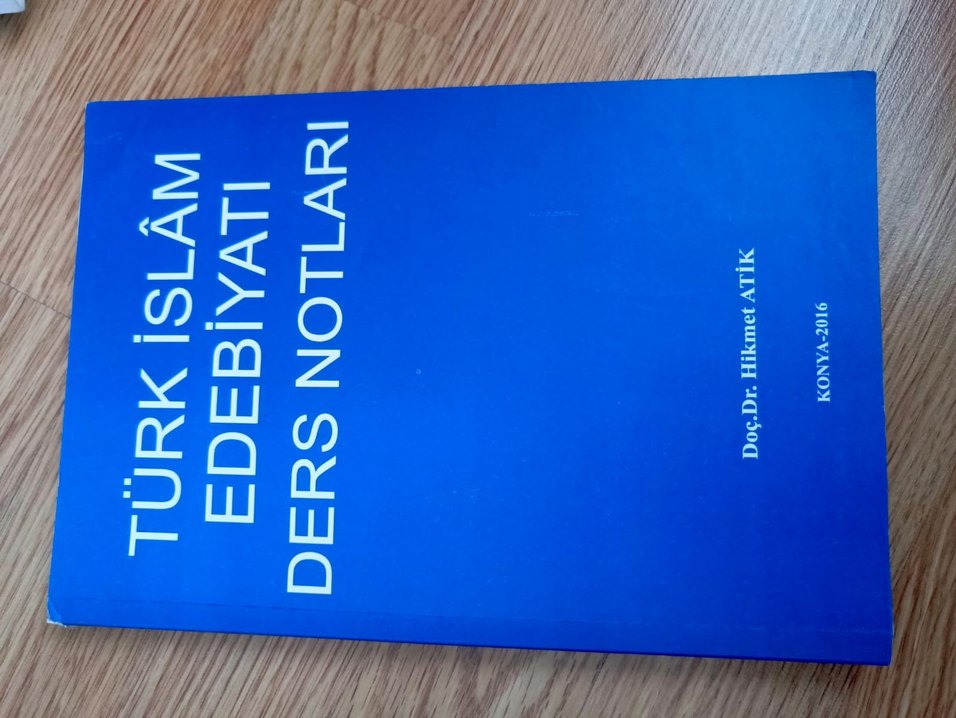 TÜRK İSLÂM
EDEBİYATI
DERS NOTLARI
Doç.Dr. Hikmet ATİK
KONYA-2016